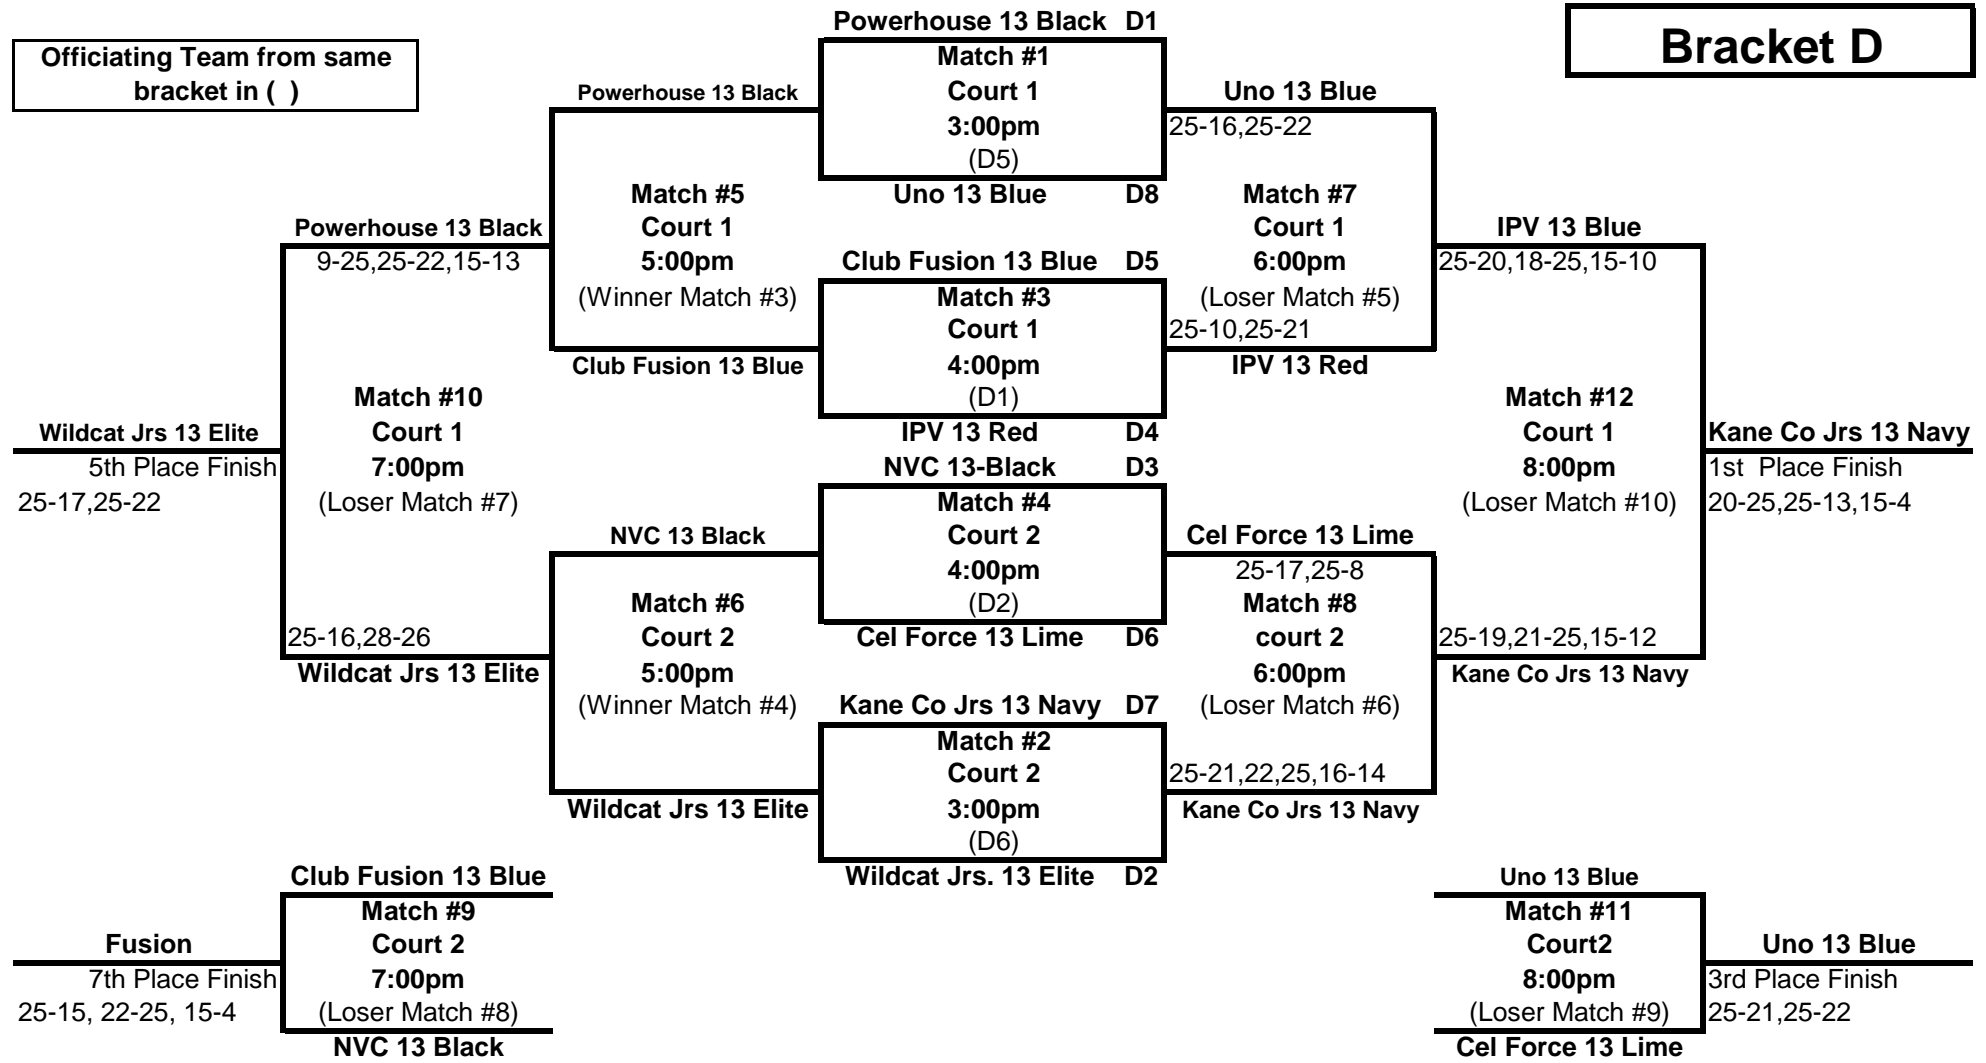 Powerhouse 13 Black D1
Bracket D
Officiating Team from same
bracket in ( )
Match #1
Powerhouse 13 Black
Court 1
Uno 13 Blue
3:00pm
25-16,25-22
(D5)
Match #5
Uno 13 Blue D8
Match #7
Powerhouse 13 Black
Court 1
Court 1
IPV 13 Blue
9-25,25-22,15-13
5:00pm
Club Fusion 13 Blue D5
6:00pm
25-20,18-25,15-10
(Winner Match #3)
Match #3
(Loser Match #5)
Court 1
25-10,25-21
Club Fusion 13 Blue
4:00pm
IPV 13 Red
Match #10
(D1)
Match #12
Wildcat Jrs 13 Elite
Court 1
IPV 13 Red D4
Court 1
Kane Co Jrs 13 Navy
5th Place Finish
7:00pm
NVC 13-Black D3
8:00pm
1st  Place Finish
25-17,25-22
(Loser Match #7)
Match #4
(Loser Match #10)
20-25,25-13,15-4
NVC 13 Black
Court 2
Cel Force 13 Lime
4:00pm
25-17,25-8
Match #6
(D2)
Match #8
25-16,28-26
Court 2
Cel Force 13 Lime D6
court 2
25-19,21-25,15-12
Wildcat Jrs 13 Elite
5:00pm
6:00pm
Kane Co Jrs 13 Navy
(Winner Match #4)
Kane Co Jrs 13 Navy D7
(Loser Match #6)
Match #2
Court 2
25-21,22,25,16-14
Wildcat Jrs 13 Elite
3:00pm
Kane Co Jrs 13 Navy
(D6)
Club Fusion 13 Blue
Wildcat Jrs. 13 Elite D2
Uno 13 Blue
Match #9
Match #11
Fusion
Court 2
Court2
Uno 13 Blue
7th Place Finish
7:00pm
8:00pm
3rd Place Finish
25-15, 22-25, 15-4
(Loser Match #8)
(Loser Match #9)
25-21,25-22
NVC 13 Black
Cel Force 13 Lime